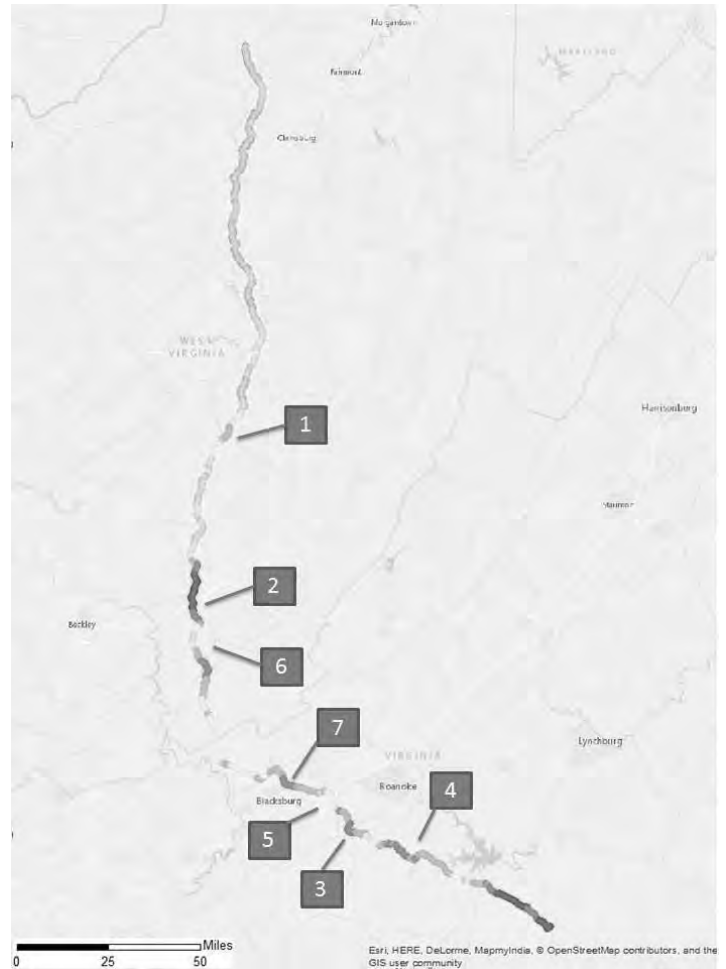 Morgantown
MARYLAND
Fairmont
Clarksburg
WEST
VIRGINIA
Harrisonburg
1
2
Beckley
6
7
VIRGINIA
Lynchburg
Roanoke
4
Blacksburg
5
3
Miles
0 25 50
Esri, HERE, DeLorme, MapmyIndia, © OpenStreetMap contributors, and the
GIS user community